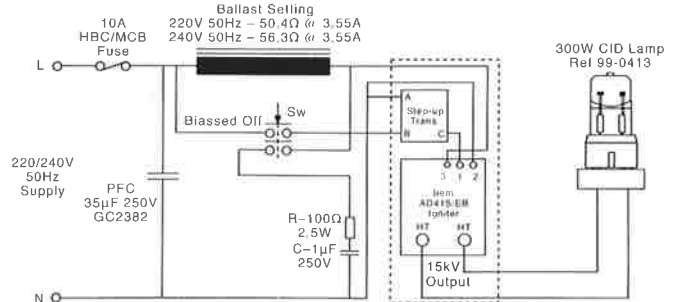 Ballast Setting
220V 50Hz – 50.4Ω @ 3.55A
240V 50Hz – 56.3Ω @ 3.55A
10A
HBC/MCB
Fuse
300W CID Lamp
Rel 99-0413
L
Sw
Biassed Off
A
Step-up
Trans
B
C
3
1
2
220/240V
50Hz
Supply
PFC
35µF 250V
GC2382
R-100Ω
2.5W
C-1µF
250V
AD415/EM
Igniter
HT
HT
15kV
Output
N